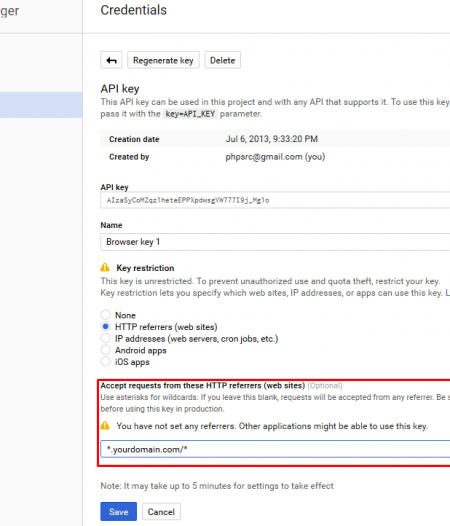 ger
Credentials
Regenerate key Delete
API key
This API key can be used in this project and with any API that supports it. To use this key
pass it with the key=API_KEY parameter.
Creation date Jul 6, 2013, 9:33:20 PM
Created by phpsrc@gmail.com (you)
API key
Name
Browser key 1
Key restriction
This key is unrestricted. To prevent unauthorized use and quota theft, restrict your key.
Key restriction lets you specify which web sites, IP addresses, or apps can use this key. L
None
HTTP referrers (web sites)
IP addresses (web servers, cron jobs, etc.)
Android apps
iOS apps
Accept requests from these HTTP referrers (web sites) (Optional)
Use asterisks for wildcards. If you leave this blank, requests will be accepted from any referrer. Be s
before using this key in production.
You have not set any referrers. Other applications might be able to use this key.
*.yourdomain.com/*
Note: It may take up to 5 minutes for settings to take effect
Save Cancel